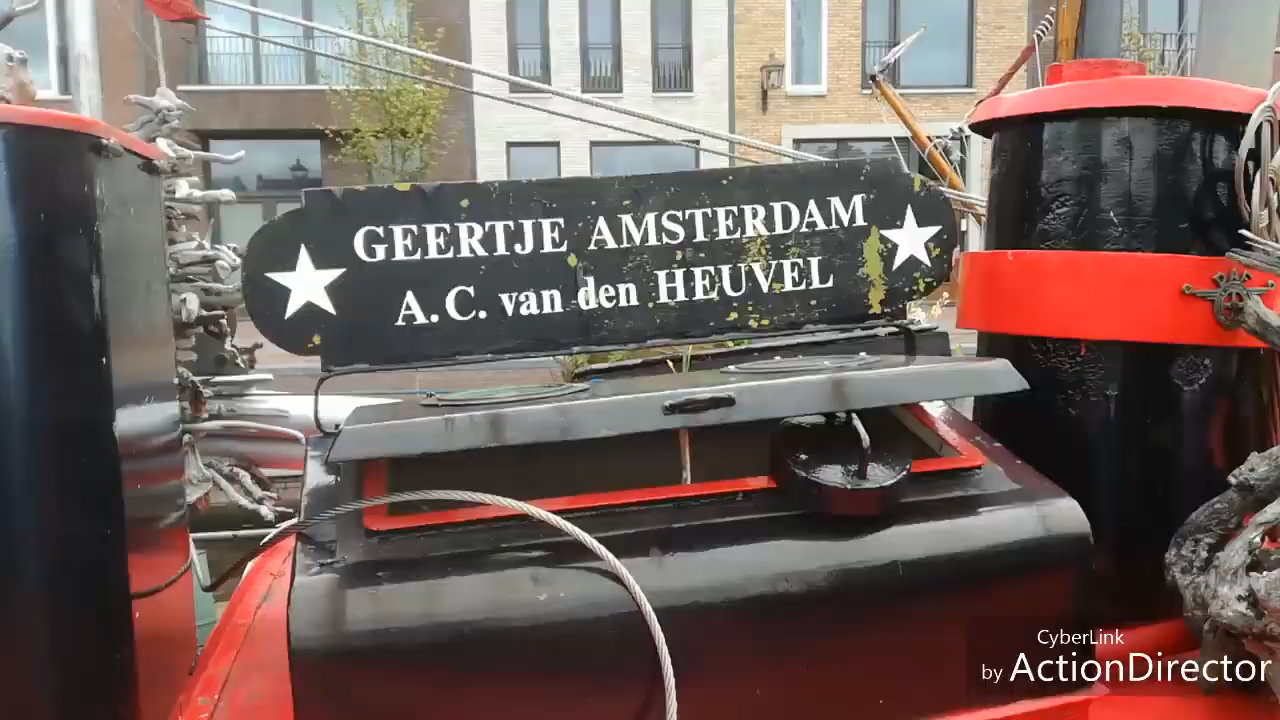 GEERTJE AMSTERDAM
A.C. van den HEUVEL
CyberLink
by ActionDirector